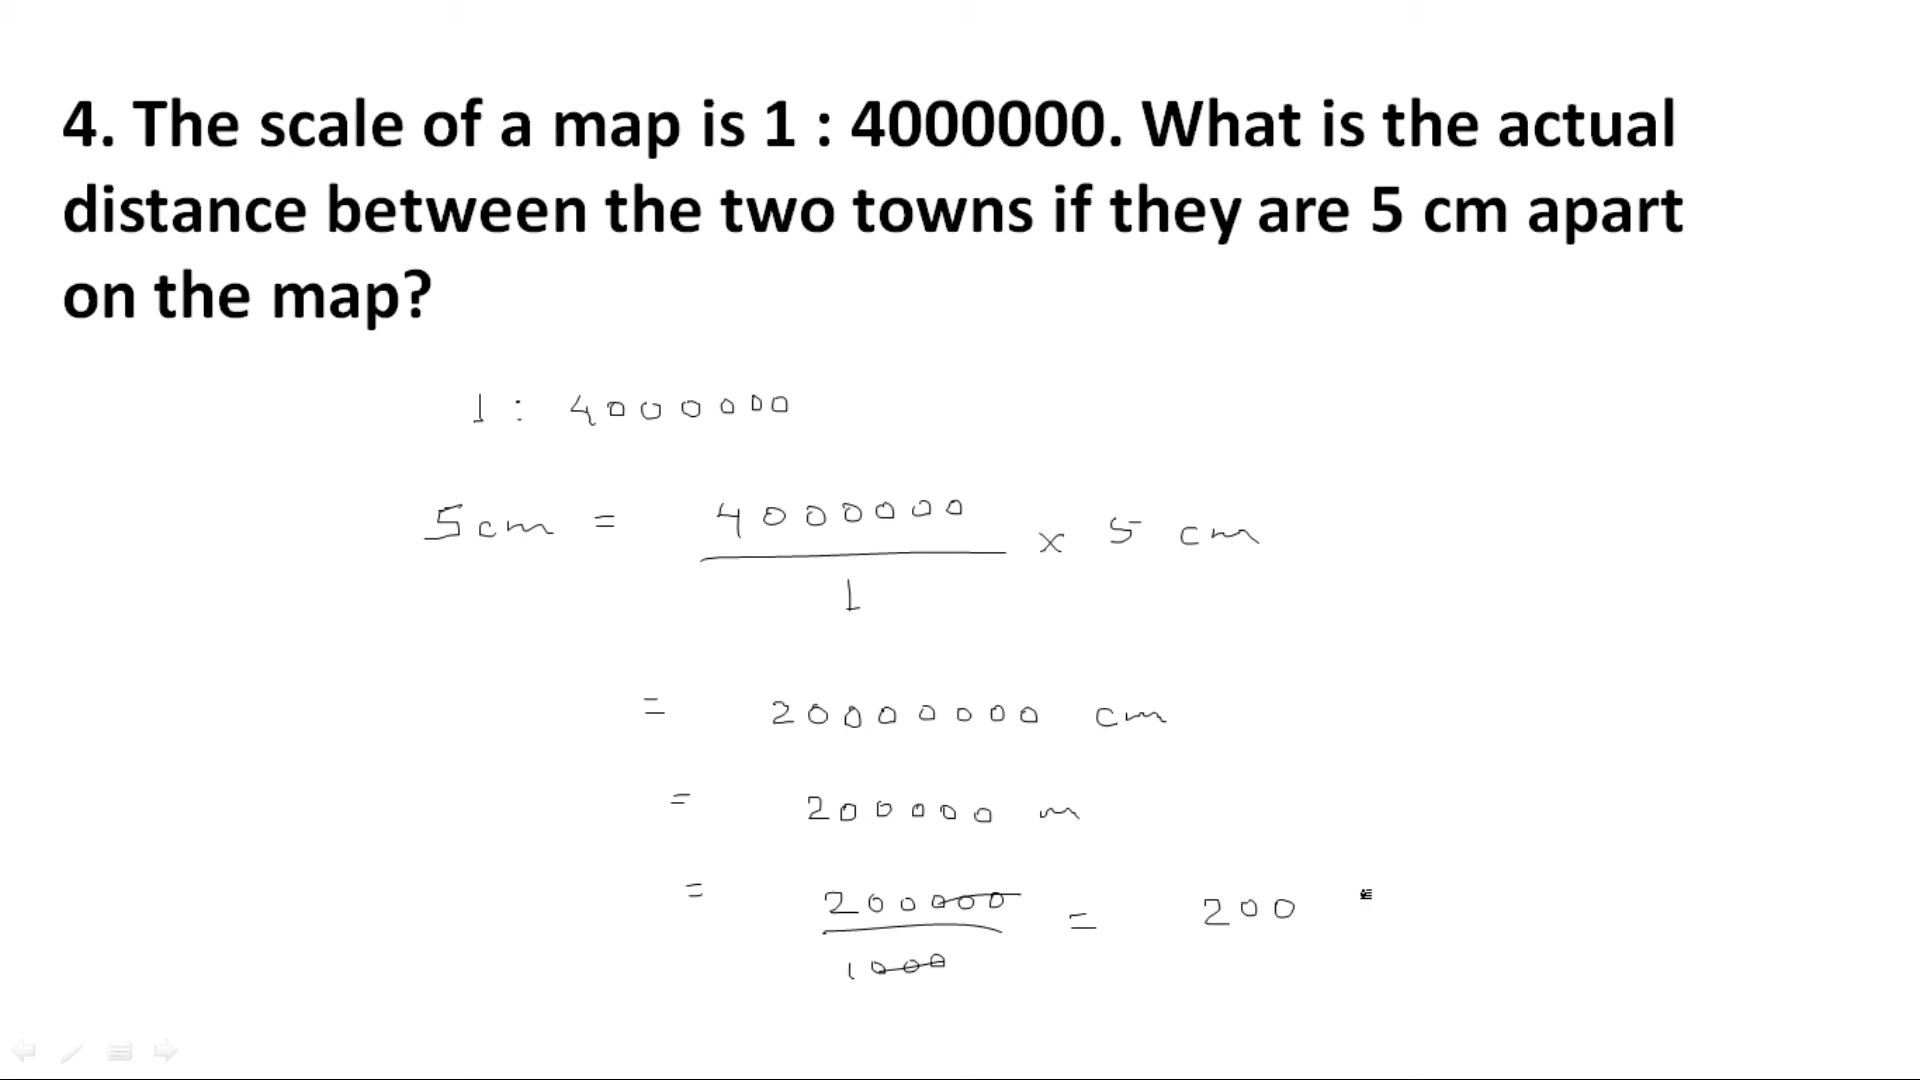 4. The scale of a map is 1 : 4000000. What is the actual
distance between the two towns if they are 5 cm apart
on the map?
1 : 4000000
5cm = 4000000 / 1 × 5 cm
= 20000000 cm
= 200000 m
= 200000 / 1000 = 200